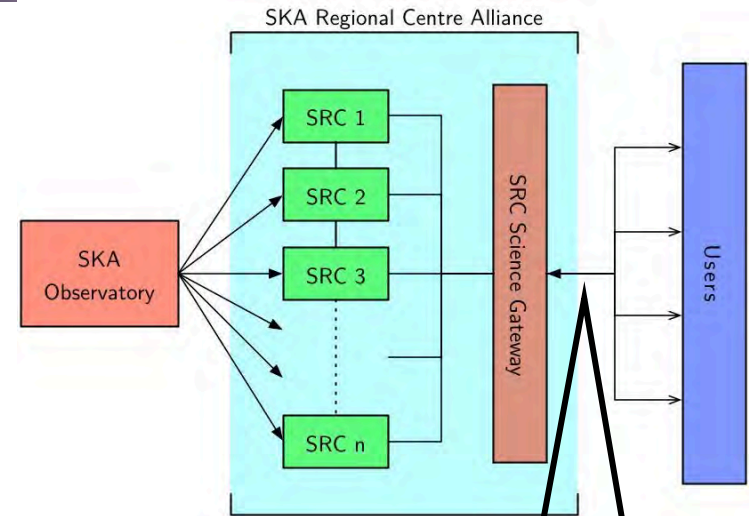 SKA Regional Centre Alliance
SRC 1
SRC 2
SRC 3
SRC n
SKA
Observatory
SRC Science Gateway
Users